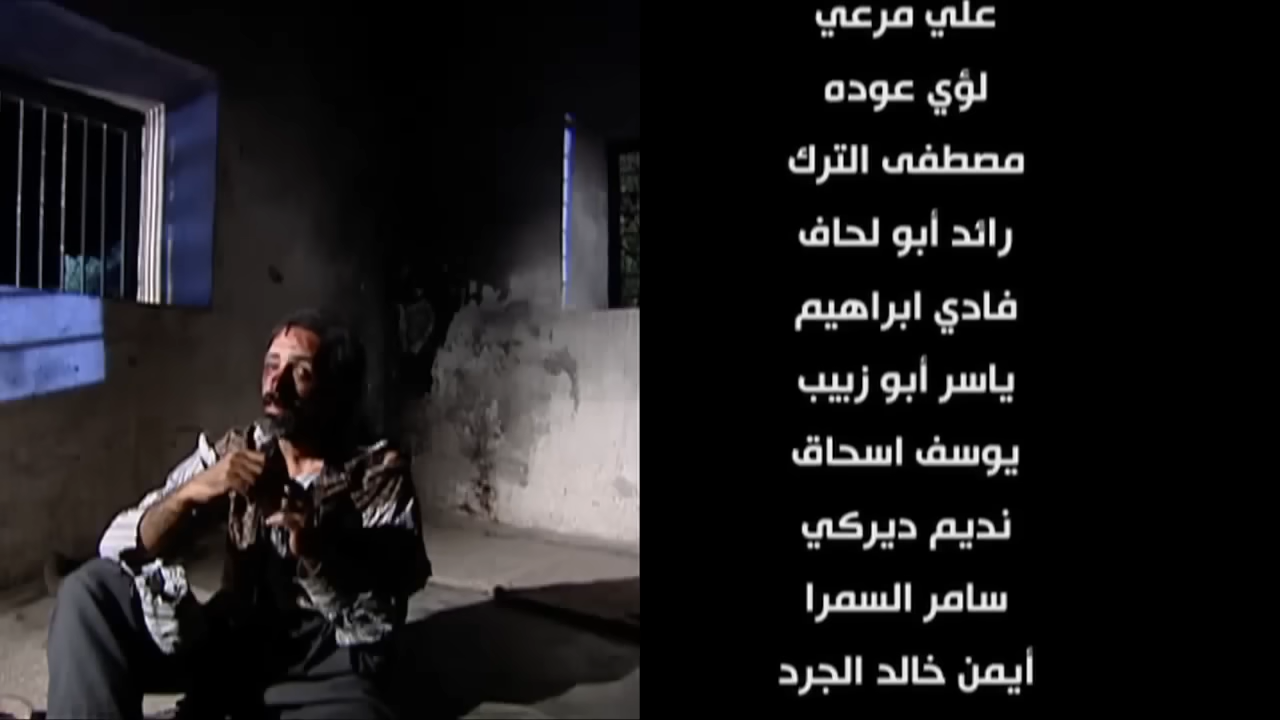 علي مرعي
لؤي عوده
مصطفى الترك
رائد أبو لحاف
فادي ابراهيم
ياسر أبو زبيب
يوسف اسحاق
نديم ديركي
سامر السمرا
أيمن خالد الجرد